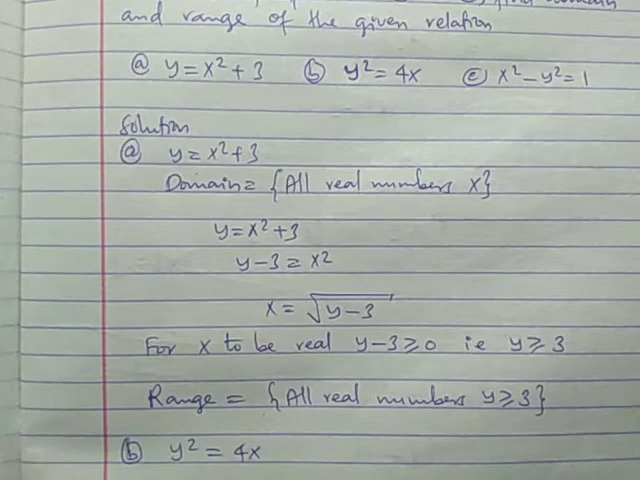 find domain
and range of the given relation
ⓐ y = x² + 3 ⓑ y² = 4x ⓒ x² – y² = 1
Solution
ⓐ y = x² + 3
Domain = {All real numbers x}
y = x² + 3
y – 3 = x²
x = √(y – 3)
For x to be real y – 3 ≥ 0 ie y ≥ 3
Range = {All real numbers y ≥ 3}
ⓑ y² = 4x